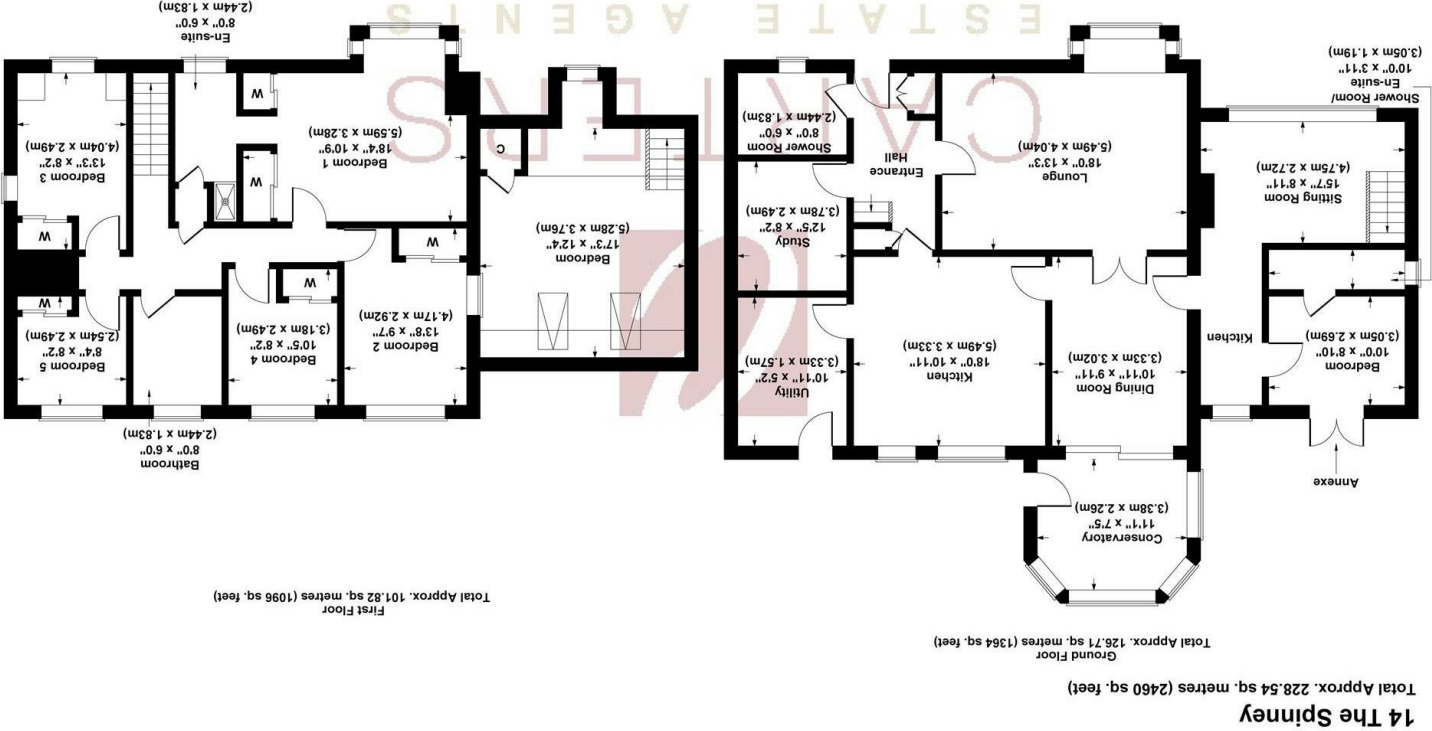 14 The Spinney
Total Approx. 228.54 sq. metres (2460 sq. feet)
Ground Floor
Total Approx. 126.71 sq. metres (1364 sq. feet)
First Floor
Total Approx. 101.82 sq. metres (1096 sq. feet)
Conservatory
11'1" x 7'5"
(3.38m x 2.26m)
Annexe
Bedroom
10'0" x 8'10"
(3.05m x 2.69m)
Kitchen
Dining Room
10'11" x 9'11"
(3.33m x 3.02m)
Kitchen
18'0" x 10'11"
(5.49m x 3.33m)
Utility
10'11" x 5'2"
(3.33m x 1.57m)
Sitting Room
15'7" x 8'11"
(4.75m x 2.72m)
Lounge
18'0" x 13'3"
(5.49m x 4.04m)
Entrance
Hall
Study
12'5" x 8'2"
(3.78m x 2.49m)
Shower Room
8'0" x 6'0"
(2.44m x 1.83m)
Shower Room/
En-suite
10'0" x 3'11"
(3.05m x 1.19m)
Bathroom
8'0" x 6'0"
(2.44m x 1.83m)
Bedroom 2
13'8" x 9'7"
(4.17m x 2.92m)
W
Bedroom 4
10'5" x 8'2"
(3.18m x 2.49m)
W
Bedroom 5
8'4" x 8'2"
(2.54m x 2.49m)
W
Bedroom
17'3" x 12'4"
(5.28m x 3.76m)
C
Bedroom 1
18'4" x 10'9"
(5.59m x 3.28m)
W
W
Bedroom 3
13'3" x 8'2"
(4.04m x 2.49m)
W
En-suite
8'0" x 6'0"
(2.44m x 1.83m)
CARTERS
ESTATE AGENTS